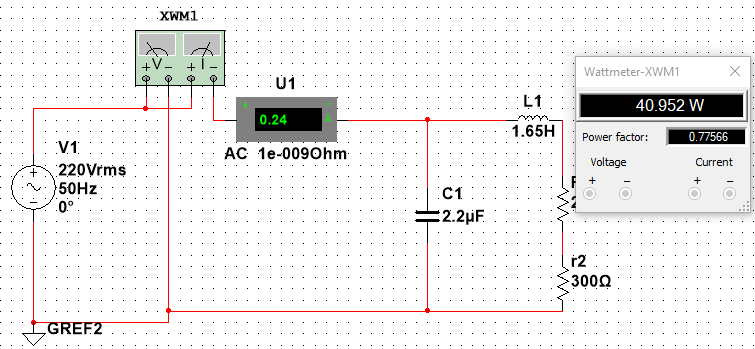 XWM1
V I
+ - + -
U1
+ -
0.24 A
AC 1e-009Ohm
V1
220Vrms
50Hz
0°
GREF2
C1
2.2µF
L1
1.65H
r2
300Ω
Wattmeter-XWM1
40.952 W
Power factor: 0.77566
Voltage Current
+ - + -